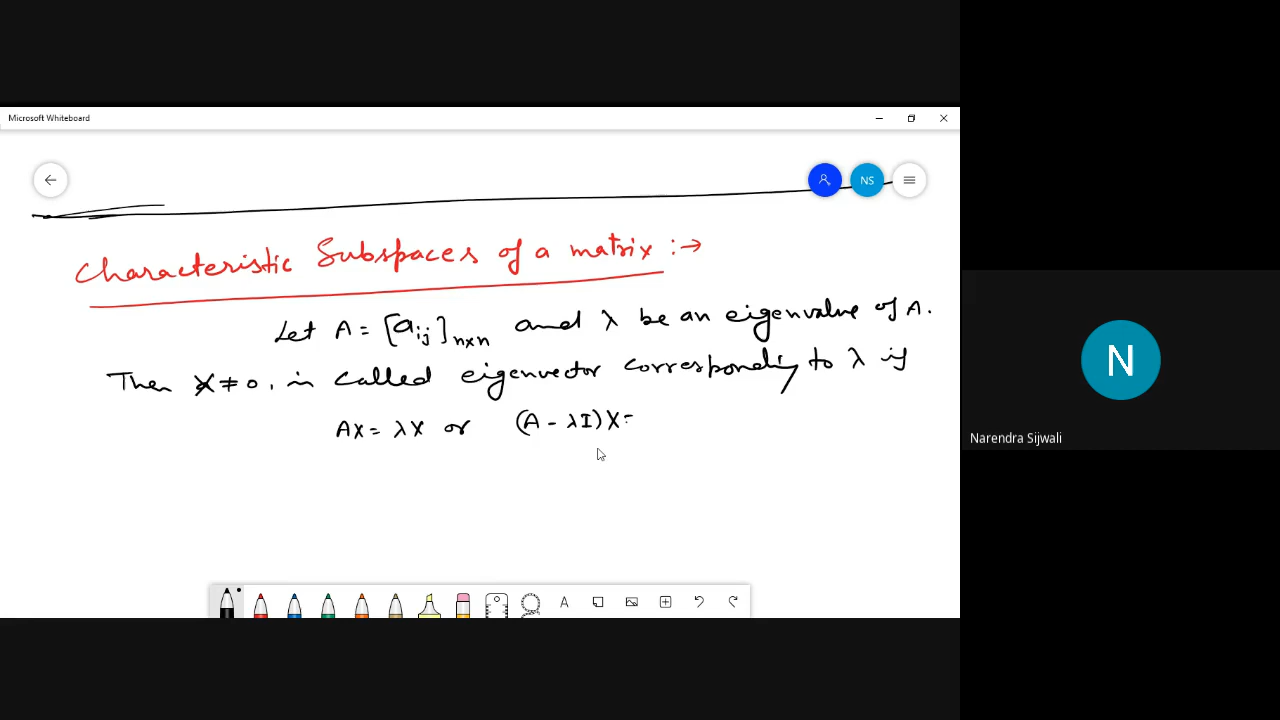 Microsoft Whiteboard
NS
Characteristic Subspaces of a matrix :→
Let A = [aij]n×n and λ be an eigenvalue of A.
Then X ≠ 0, is called eigenvector corresponding to λ if
AX = λX or (A - λI)X =
N
Narendra Sijwali
A